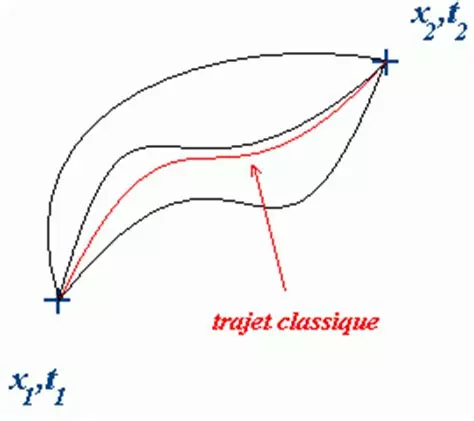 x₂,t₂
trajet classique
x₁,t₁